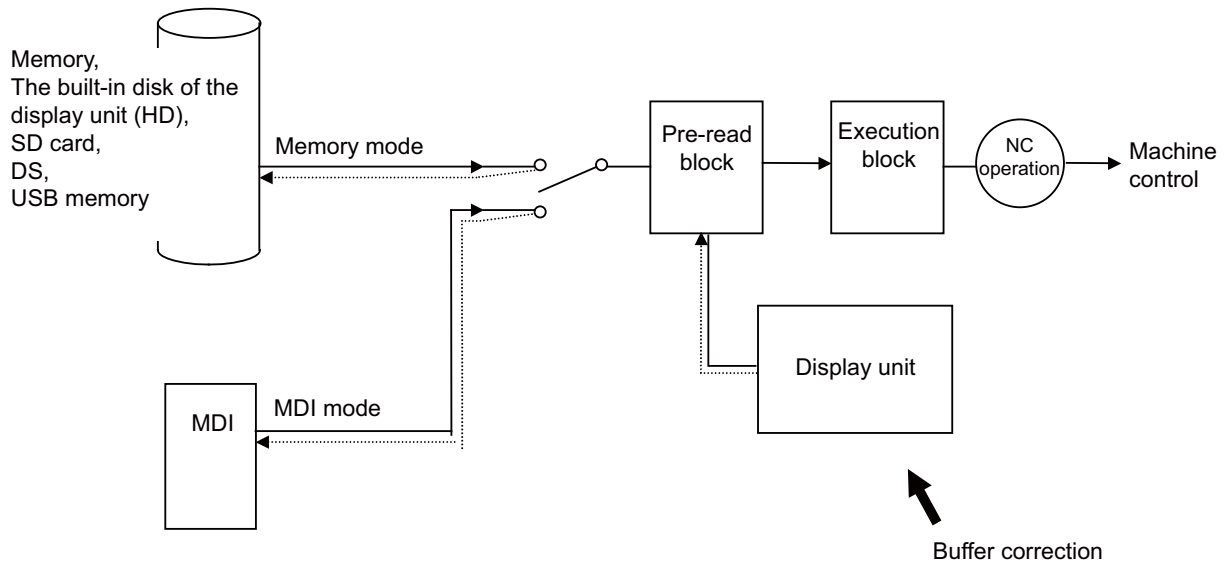 Memory,
The built-in disk of the
display unit (HD),
SD card,
DS,
USB memory
Memory mode
Pre-read
block
Execution
block
NC
operation
Machine
control
MDI
MDI mode
Display unit
Buffer correction